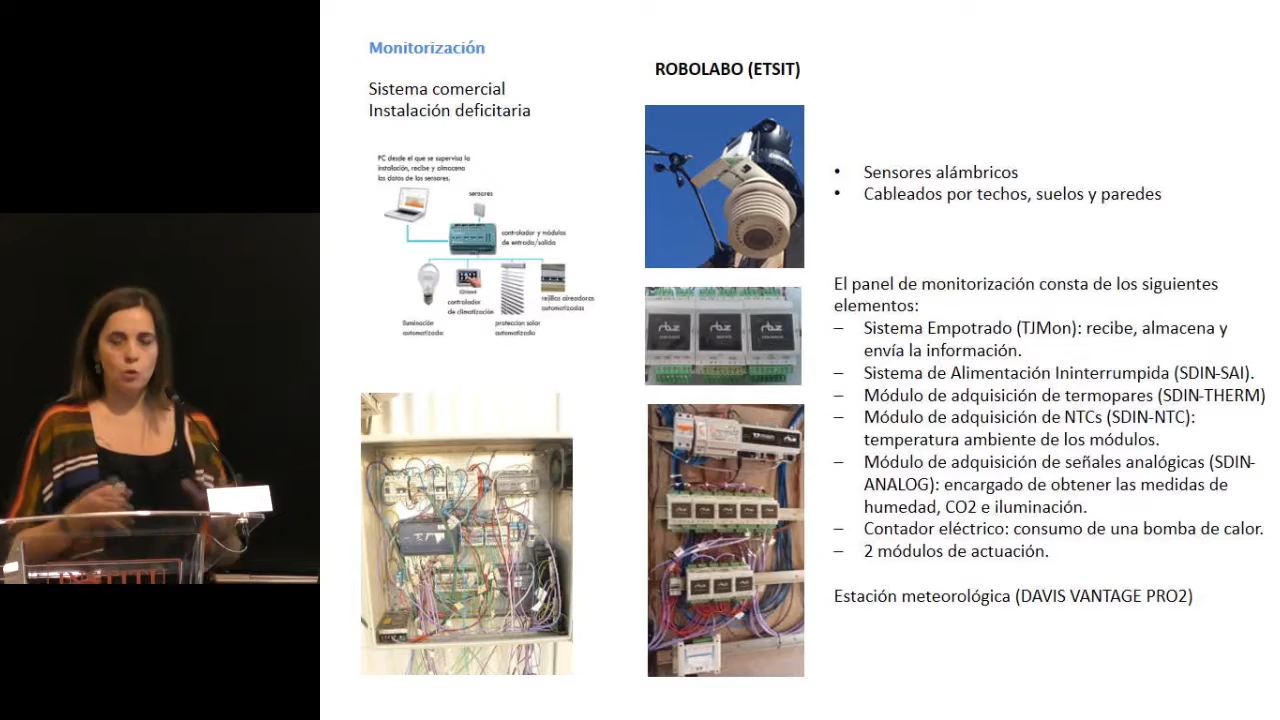 Monitorización
Sistema comercial
Instalación deficitaria
PC desde el que se supervisa la
instalación, recibe y almacena
los datos de los sensores.
sensores
controlador y módulos
de entrada/salida
iluminación
automatizada
controlador
de climatización
protección solar
automatizada
rejillas aireadoras
automatizadas
ROBOLABO (ETSIT)
rbz
rbz
rbz
• Sensores alámbricos
• Cableados por techos, suelos y paredes
El panel de monitorización consta de los siguientes
elementos:
– Sistema Empotrado (TJMon): recibe, almacena y
envía la información.
– Sistema de Alimentación Ininterrumpida (SDIN-SAI).
– Módulo de adquisición de termopares (SDIN-THERM)
– Módulo de adquisición de NTCs (SDIN-NTC):
temperatura ambiente de los módulos.
– Módulo de adquisición de señales analógicas (SDIN-
ANALOG): encargado de obtener las medidas de
humedad, CO2 e iluminación.
– Contador eléctrico: consumo de una bomba de calor.
– 2 módulos de actuación.
Estación meteorológica (DAVIS VANTAGE PRO2)